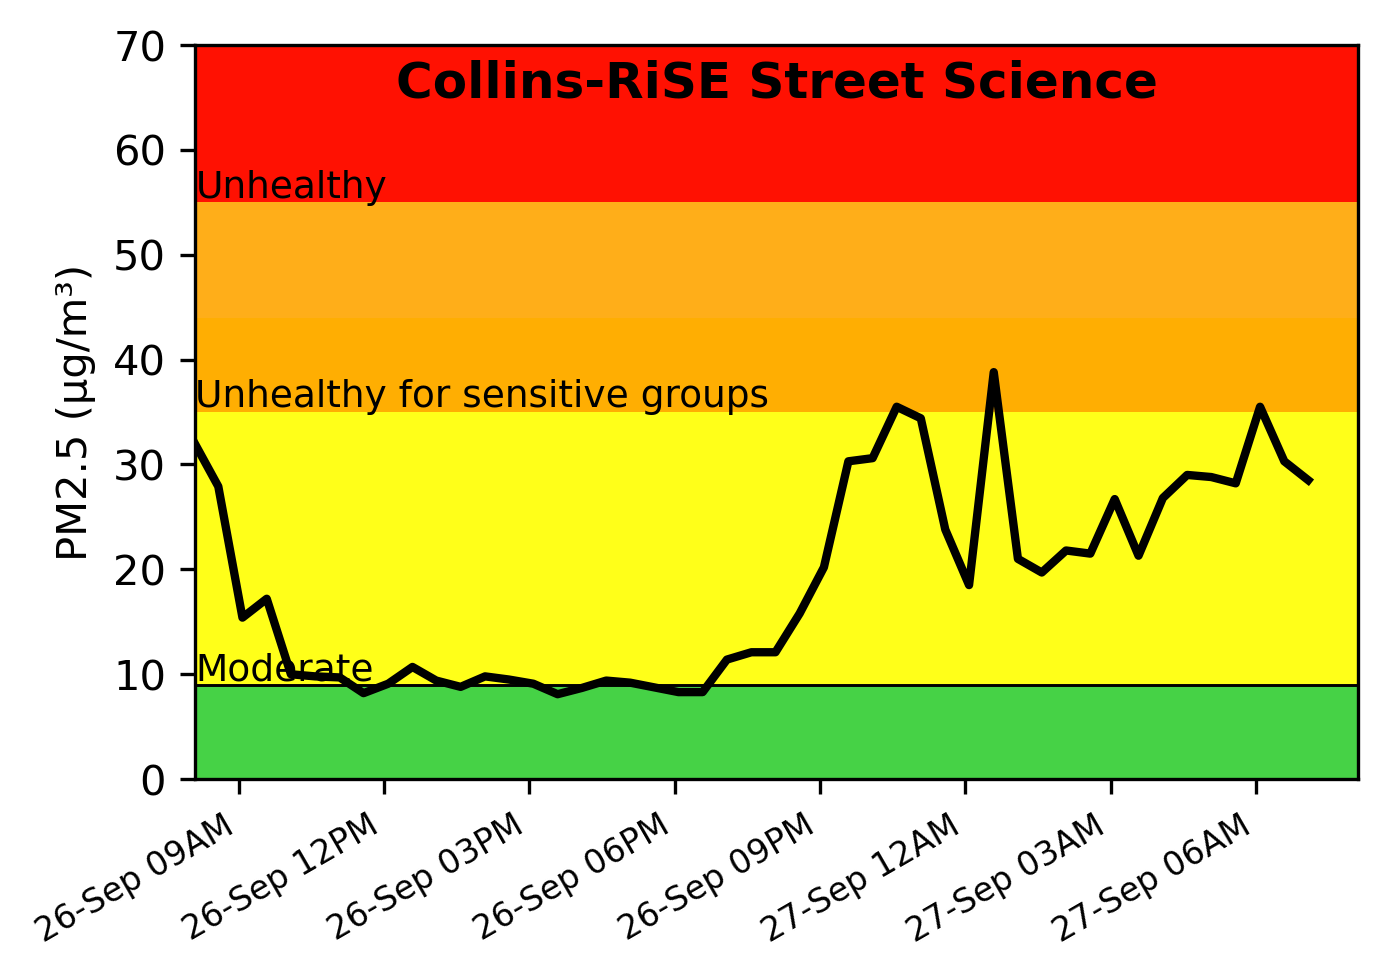 Collins-RiSE Street Science
PM2.5 (μg/m³)
70
60
50
40
30
20
10
0
Unhealthy
Unhealthy for sensitive groups
Moderate
26-Sep 09AM
26-Sep 12PM
26-Sep 03PM
26-Sep 06PM
26-Sep 09PM
27-Sep 12AM
27-Sep 03AM
27-Sep 06AM